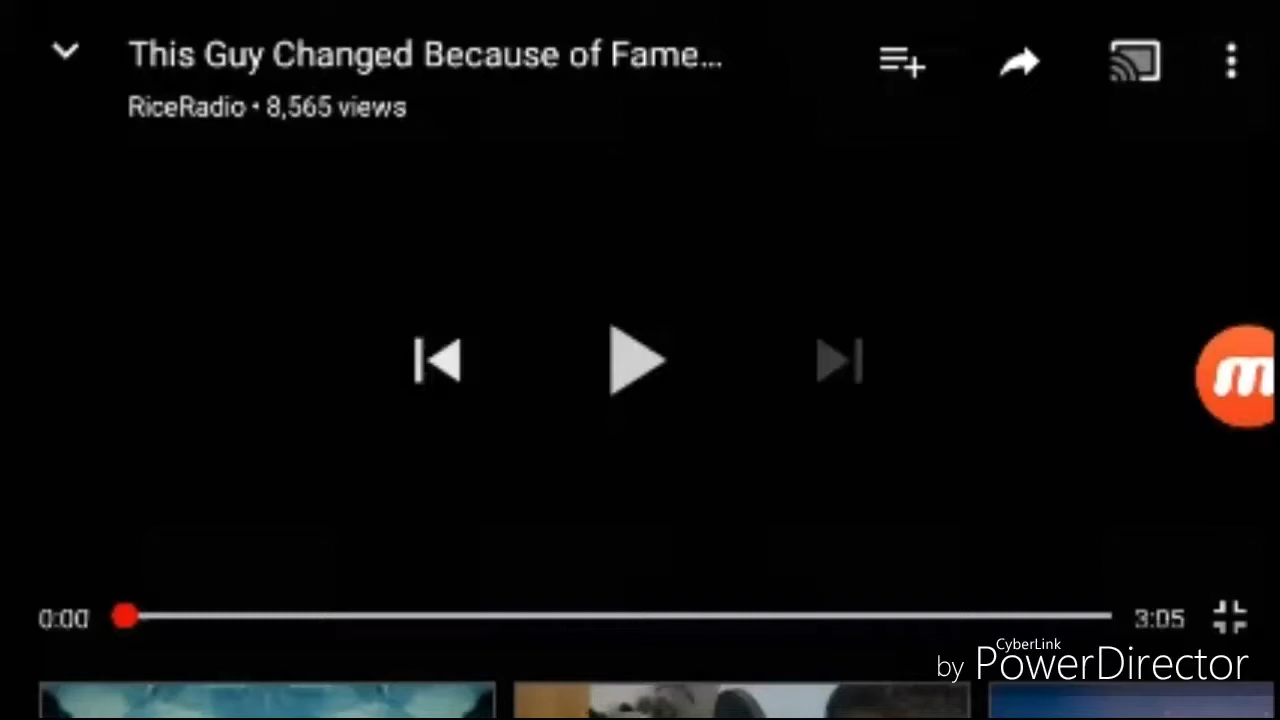 This Guy Changed Because of Fame...
RiceRadio • 8,565 views
m
0:00
3:05
CyberLink
by PowerDirector